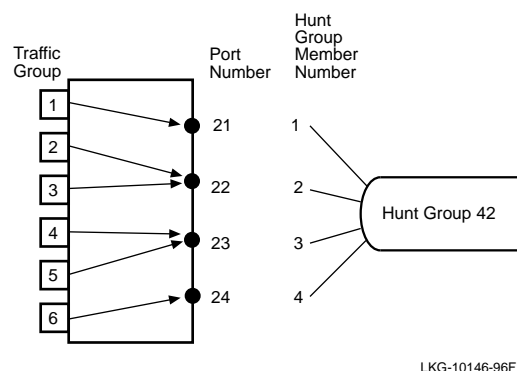 Traffic
Group
Port
Number
Hunt
Group
Member
Number
1
2
3
4
5
6
21
22
23
24
1
2
3
4
Hunt Group 42
LKG-10146-96F